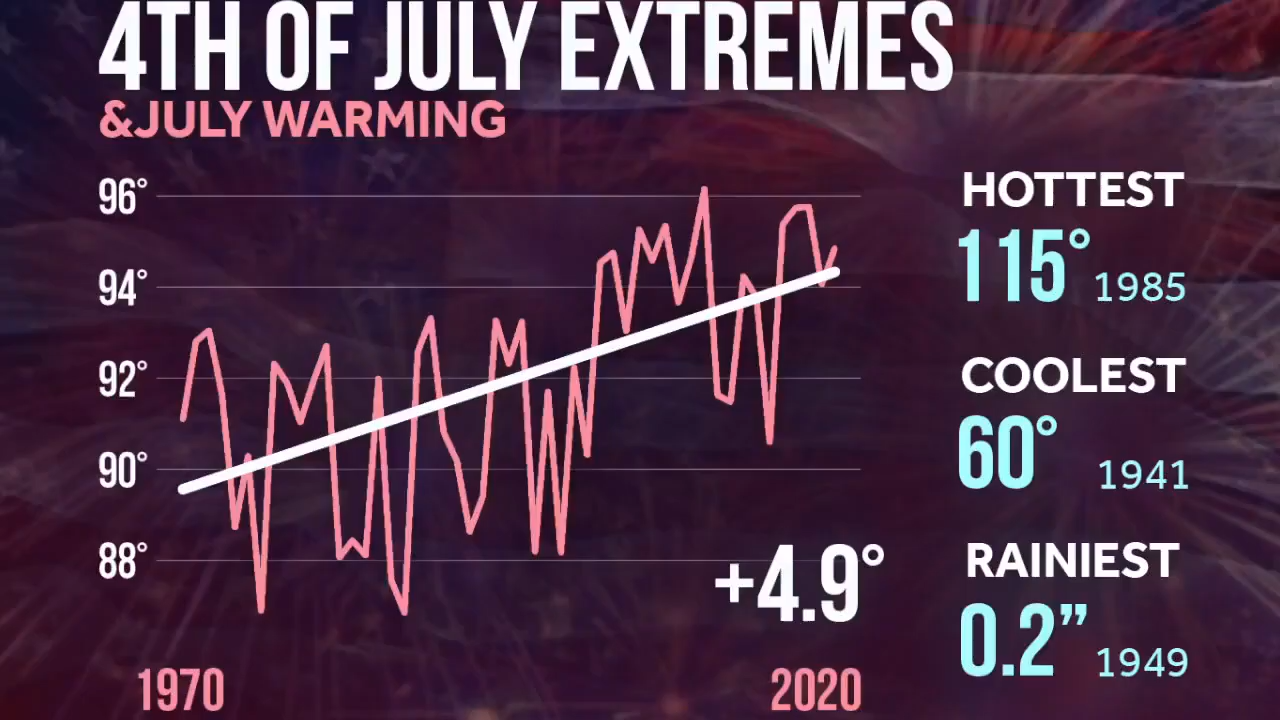 4TH OF JULY EXTREMES
&JULY WARMING
96°
94°
92°
90°
88°
+4.9°
1970
2020
HOTTEST
115° 1985
COOLEST
60° 1941
RAINIEST
0.2” 1949